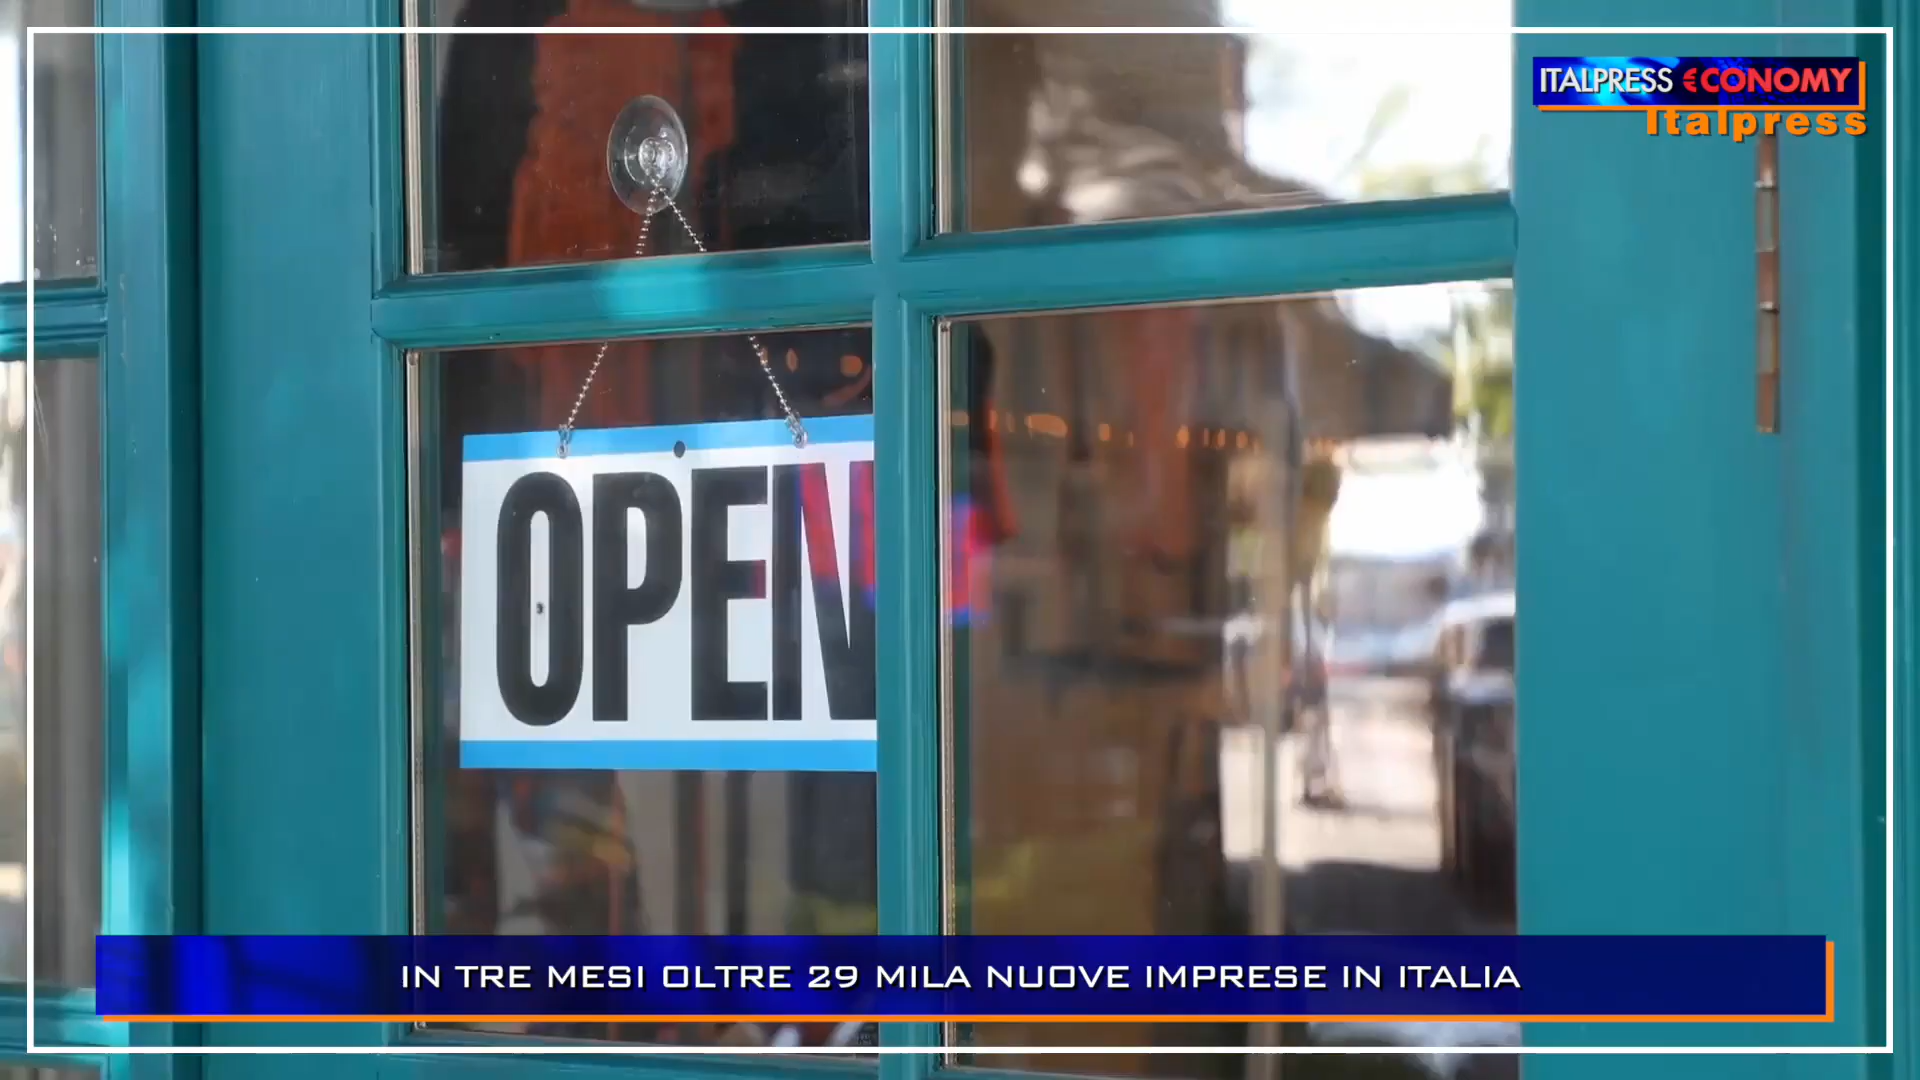 ITALPRESS €CONOMY
Italpress
OPEN
IN TRE MESI OLTRE 29 MILA NUOVE IMPRESE IN ITALIA